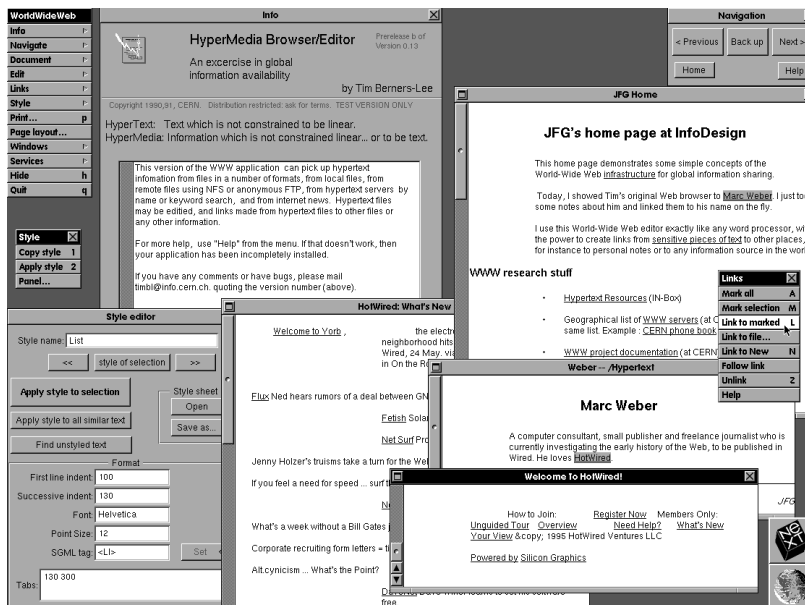 WorldWideWeb
Info
Navigate
Document
Edit
Links
Style
Print... p
Page layout...
Windows
Services
Hide h
Quit q
Style
Copy style 1
Apply style 2
Panel...
Info
HyperMedia Browser/Editor
Prerelease b of
Version 0.13
An excercise in global
information availability
by Tim Berners-Lee
Copyright 1990,91, CERN. Distribution restricted: ask for terms. TEST VERSION ONLY
HyperText: Text which is not constrained to be linear.
HyperMedia: Information which is not constrained linear... or to be text.
This version of the WWW application can pick up hypertext
infomation from files in a number of formats, from local files, from
remote files using NFS or anonymous FTP, from hypertext servers by
name or keyword search, and from internet news. Hypertext files
may be editied, and links made from hypertext files to other files or
any other information.
For more help, use "Help" from the menu. If that doesn't work, then
your application has been incompletely installed.
If you have any comments or have bugs, please mail
timbl@info.cern.ch. quoting the version number (above).
Navigation
< Previous Back up Next >
Home Help
JFG Home
JFG's home page at InfoDesign
This home page demonstrates some simple concepts of the
World-Wide Web infrastructure for global information sharing.
Today, I showed Tim's original Web browser to Marc Weber. I just to
some notes about him and linked them to his name on the fly.
I use this World-Wide Web editor exactly like any word processor, wi
the power to create links from sensitive pieces of text to other places,
for instance to personal notes or to any information source in the worl
WWW research stuff
• Hypertext Resources (IN-Box)
• Geographical list of WWW servers (at C
same list. Example : CERN phone book
• WWW project documentation (at CERN
Links
Mark all A
Mark selection M
Link to marked L
Link to file...
Link to New N
Follow link
Unlink Z
Help
Style editor
Style name: List
<< style of selection >>
Apply style to selection
Apply style to all similar text
Find unstyled text
Style sheet
Open
Save as...
Format
First line indent: 100
Successive indent: 130
Font: Helvetica
Point Size: 12
SGML tag: <LI>
Set
Tabs: 130 300
HotWired: What's New
Welcome to Yorb , the electro
neighborhood hits
Wired, 24 May. via
in On the Ro
Flux Ned hears rumors of a deal between GN
Fetish Solar
Net Surf Pro
Jenny Holzer's truisms take a turn for the Wel
If you feel a need for speed ... surf t
What's a week without a Bill Gates j
Corporate recruiting form letters = ti
Alt.cynicism ... What's the Point?
free
Weber -- /Hypertext
Marc Weber
A computer consultant, small publisher and freelance journalist who is
currently investigating the early history of the Web, to be published in
Wired. He loves HotWired.
JFG
Welcome To HotWired!
How to Join: Register Now Members Only:
Unguided Tour Overview Need Help? What's New
Your View &copy; 1995 HotWired Ventures LLC
Powered by Silicon Graphics
NeXT